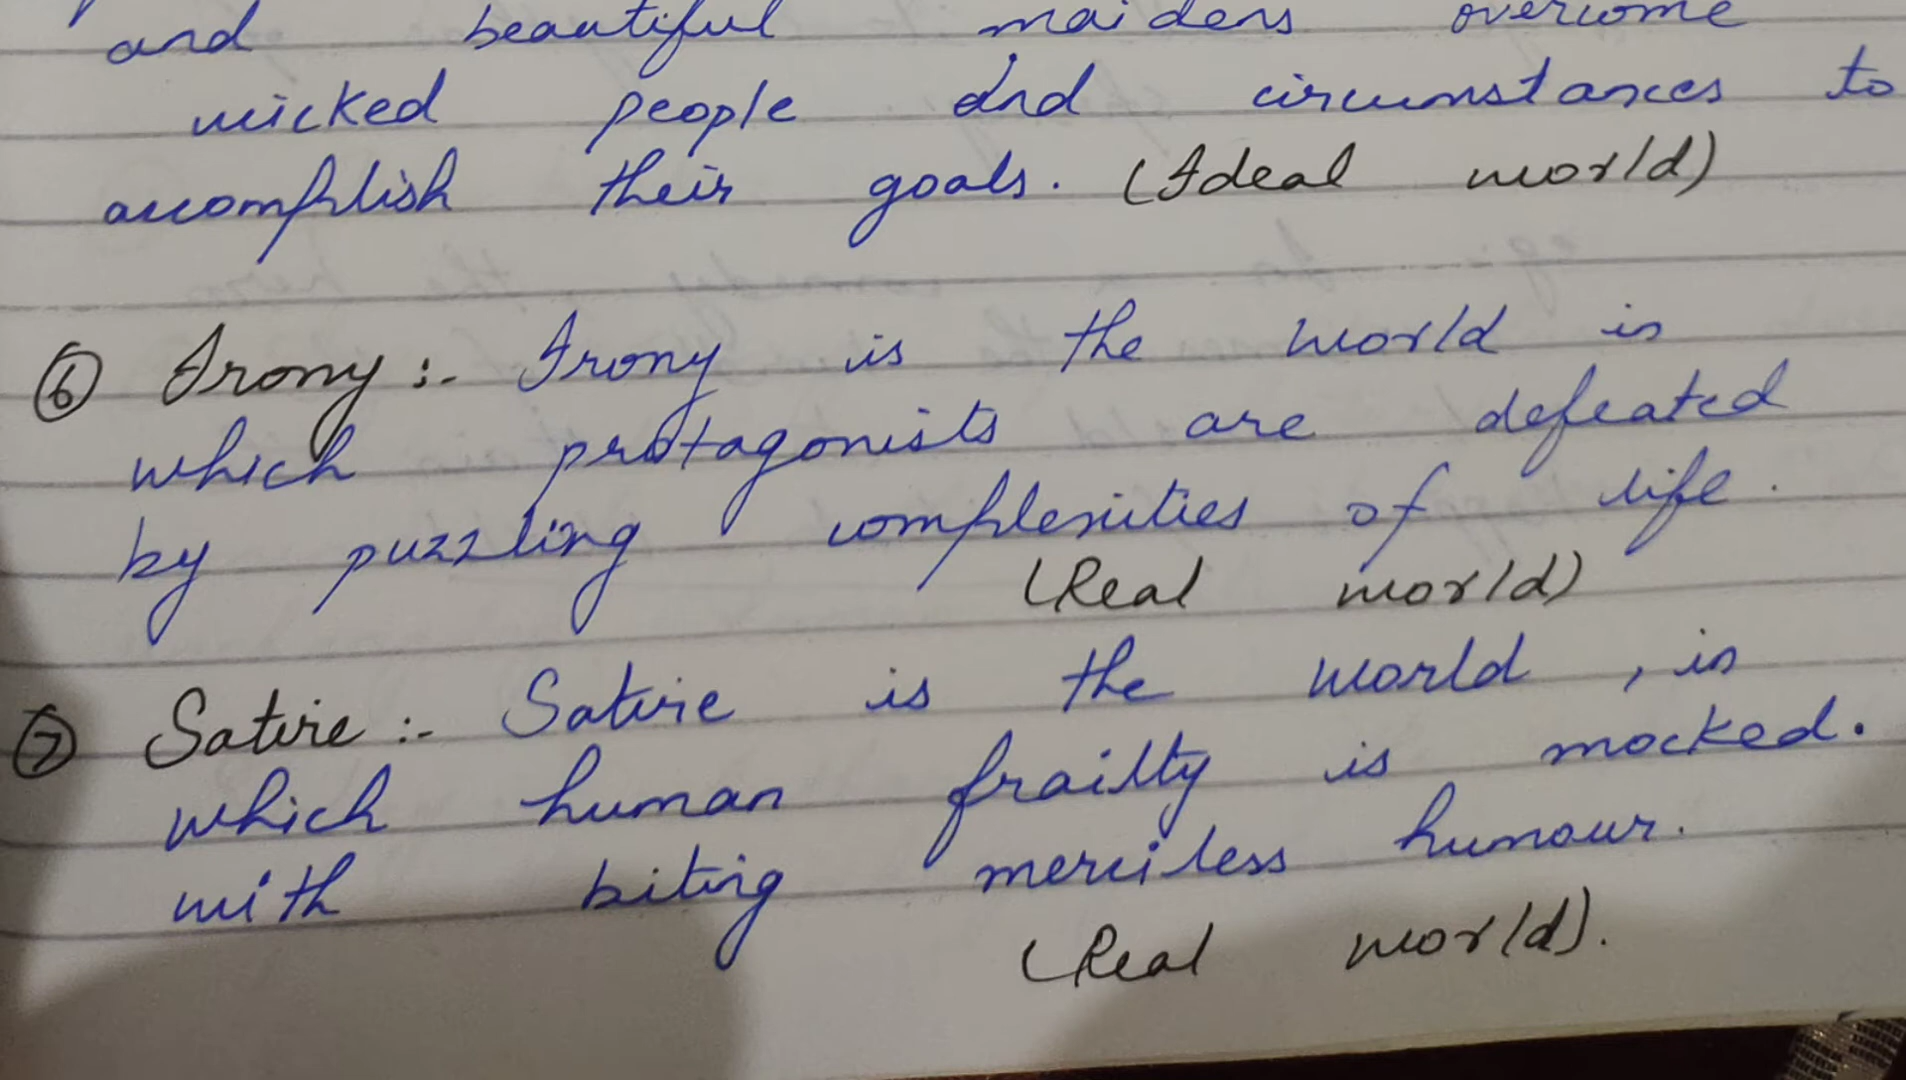 and beautiful maidens overcome
wicked people and circumstances to
accomplish their goals. (Ideal world)
⑥ Irony :- Irony is the world in
which protagonists are defeated
by puzzling complexities of life.
(Real world)
⑦ Satire :- Satire is the world, in
which human frailty is mocked.
with biting merciless humour.
(Real world).